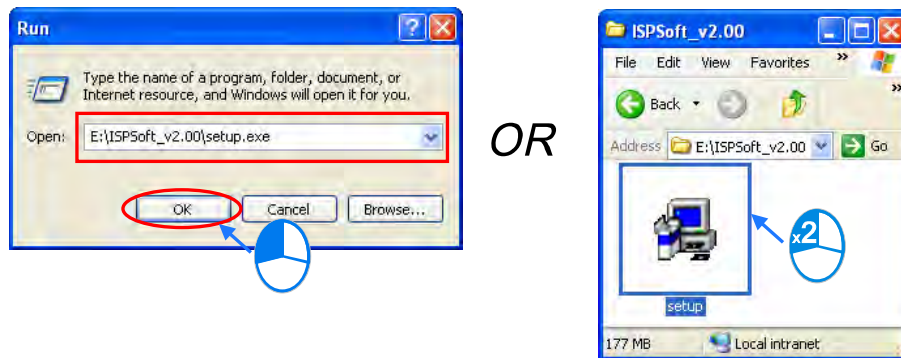 Run
Type the name of a program, folder, document, or
Internet resource, and Windows will open it for you.
Open: E:\ISPSoft_v2.00\setup.exe
OK Cancel Browse...
OR
ISPSoft_v2.00
File Edit View Favorites »
Back »
Address E:\ISPSoft_v2.00 Go
x2
setup
177 MB Local intranet